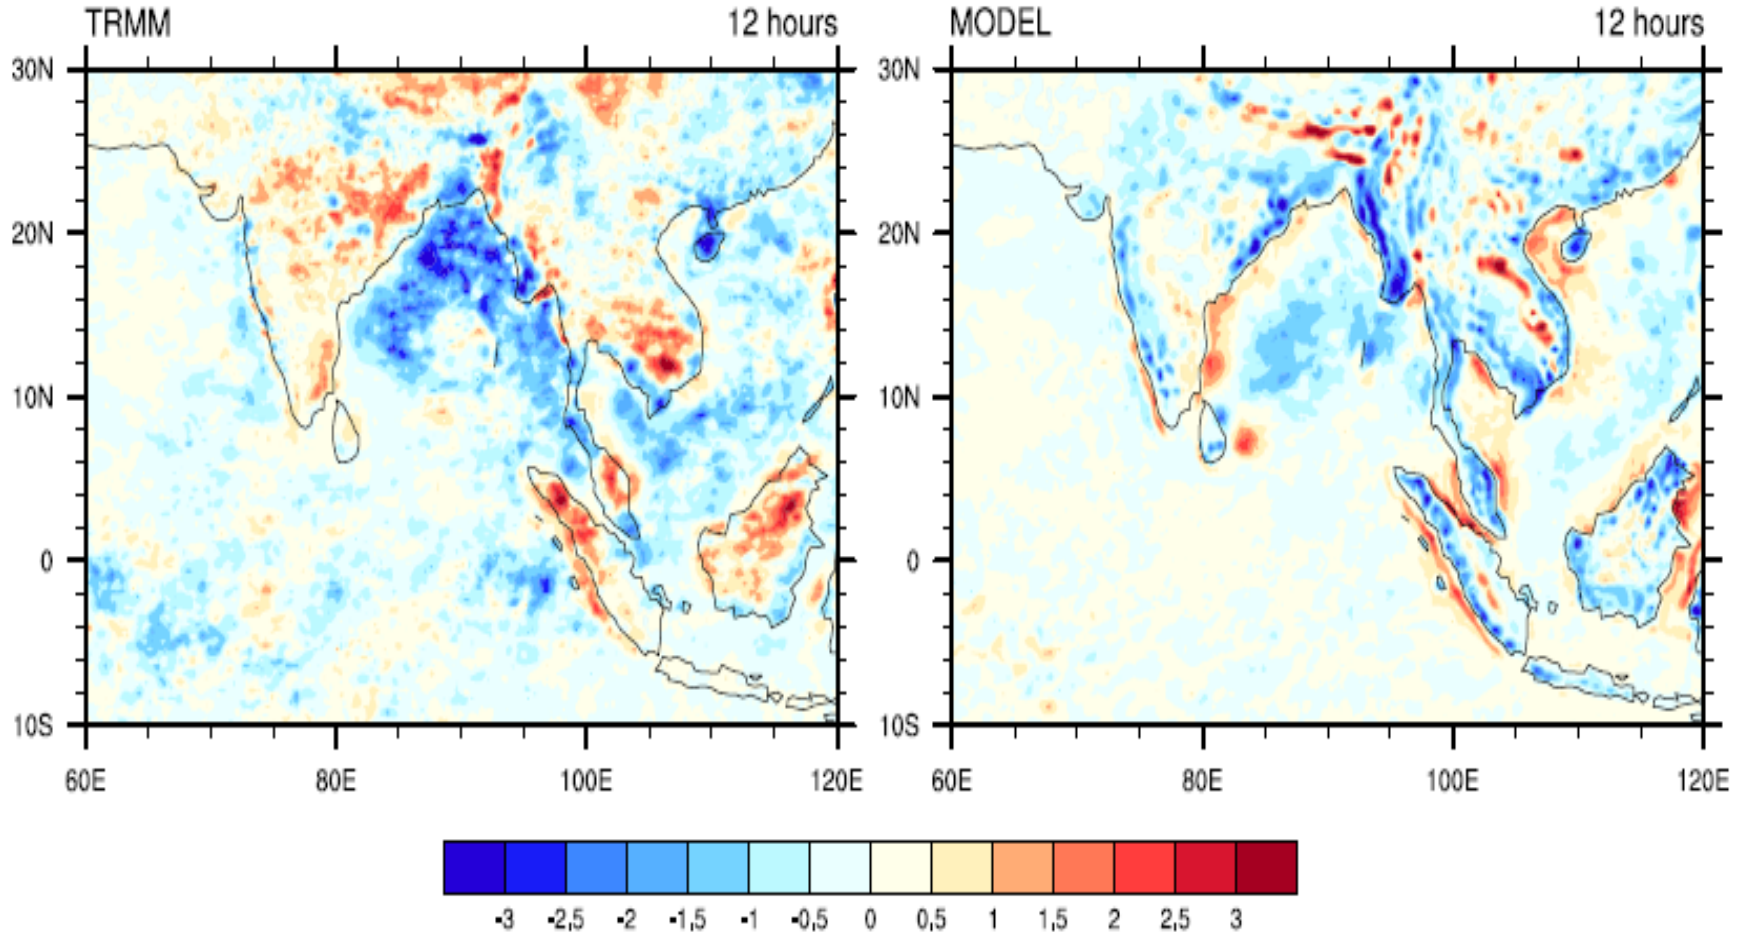 TRMM 12 hours MODEL 12 hours
30N 30N
20N 20N
10N 10N
0 0
10S 10S
60E 80E 100E 120E 60E 80E 100E 120E
-3 -2,5 -2 -1,5 -1 -0,5 0 0,5 1 1,5 2 2,5 3